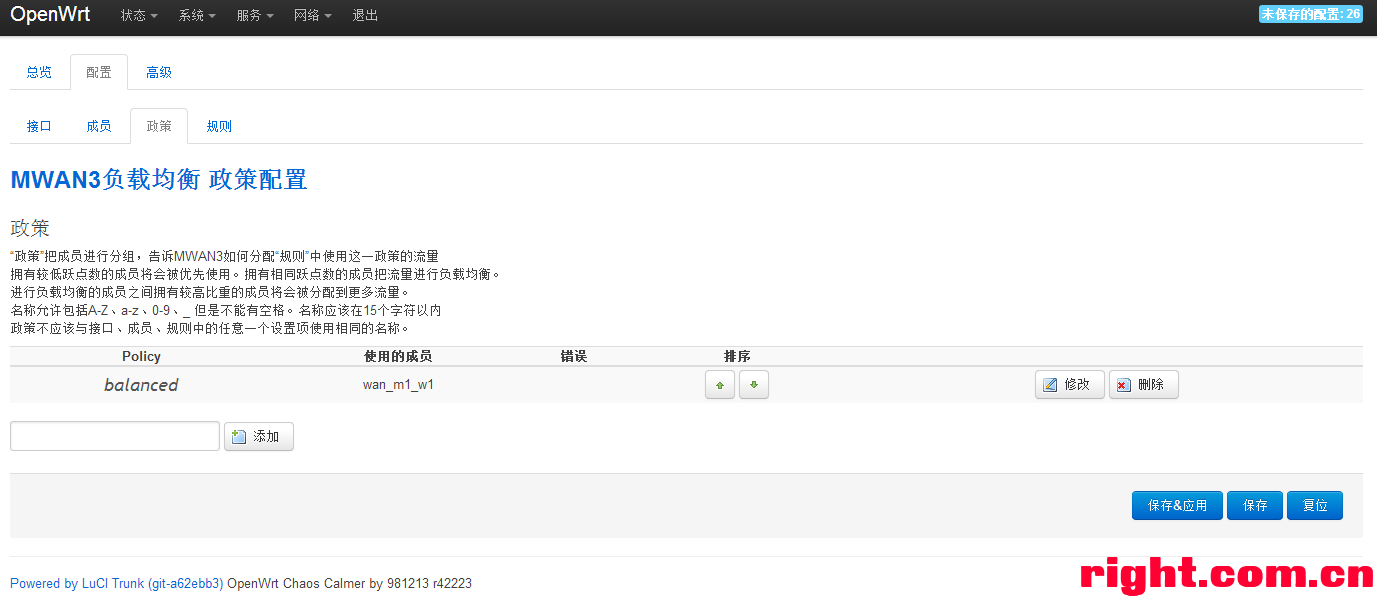 OpenWrt 状态 系统 服务 网络 退出 未保存的配置: 26
总览 配置 高级
接口 成员 政策 规则
MWAN3负载均衡 政策配置
政策
“政策”把成员进行分组，告诉MWAN3如何分配“规则”中使用这一政策的流量
拥有较低跃点数的成员将会被优先使用。拥有相同跃点数的成员把流量进行负载均衡。
进行负载均衡的成员之间拥有较高比重的成员将会被分配到更多流量。
名称允许包括A-Z、a-z、0-9、_ 但是不能有空格。名称应该在15个字符以内
政策不应该与接口、成员、规则中的任意一个设置项使用相同的名称。
Policy 使用的成员 错误 排序
balanced wan_m1_w1 修改 删除
添加
保存&应用 保存 复位
Powered by LuCI Trunk (git-a62ebb3) OpenWrt Chaos Calmer by 981213 r42223
right.com.cn